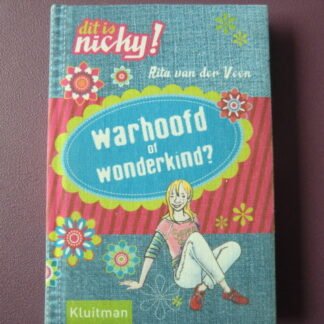 dit is
nicky!
Rita van der Veen
warhoofd
of
wonderkind?
Kluitman